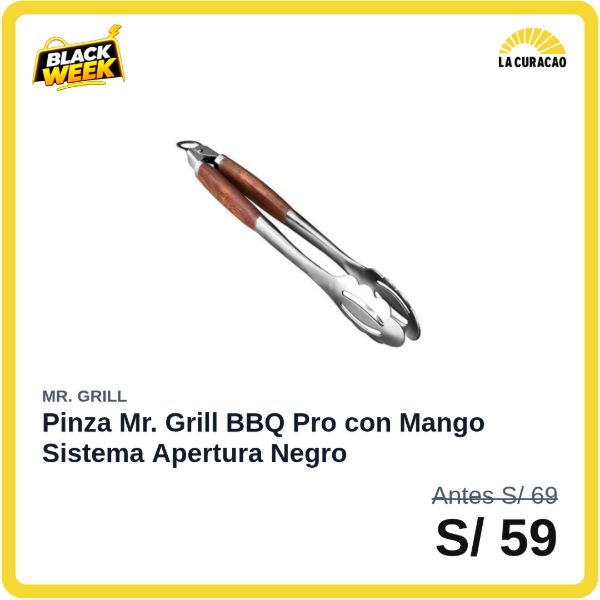 BLACK
WEEK
LA CURACAO
MR. GRILL
Pinza Mr. Grill BBQ Pro con Mango
Sistema Apertura Negro
Antes S/ 69
S/ 59